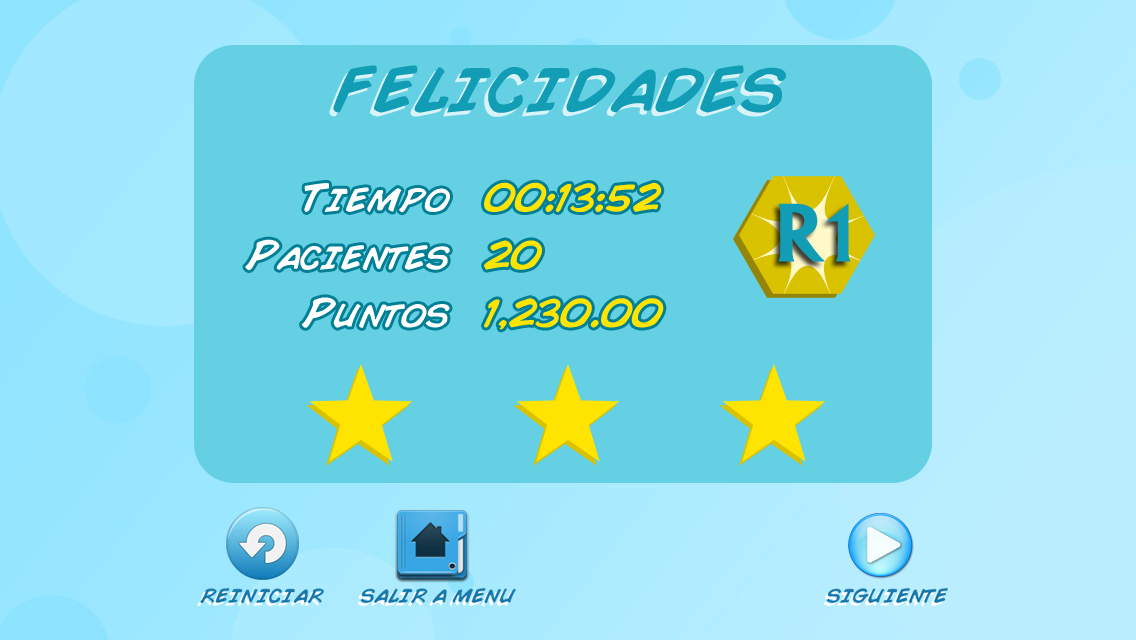 FELICIDADES
TIEMPO 00:13:52
PACIENTES 20
PUNTOS 1,230.00
R1
REINICIAR
SALIR A MENU
SIGUIENTE